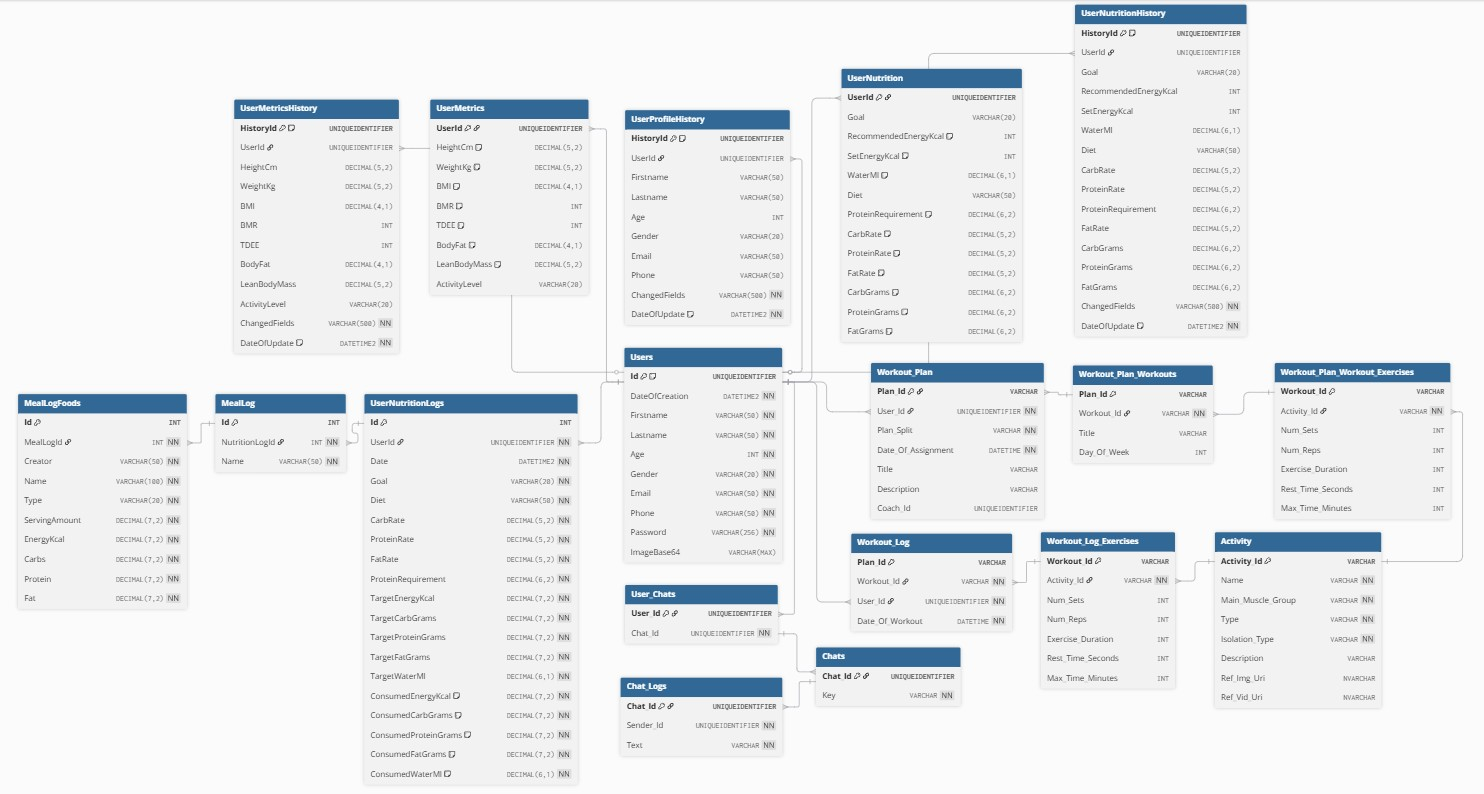 UserNutritionHistory
HistoryId UNIQUEIDENTIFIER
UserId UNIQUEIDENTIFIER
Goal VARCHAR(20)
RecommendedEnergyKcal INT
SetEnergyKcal INT
WaterMl DECIMAL(6,1)
Diet VARCHAR(50)
CarbRate DECIMAL(5,2)
ProteinRate DECIMAL(5,2)
ProteinRequirement DECIMAL(6,2)
FatRate DECIMAL(5,2)
CarbGrams DECIMAL(6,2)
ProteinGrams DECIMAL(6,2)
FatGrams DECIMAL(6,2)
ChangedFields VARCHAR(500) NN
DateOfUpdate DATETIME2 NN
UserNutrition
UserId UNIQUEIDENTIFIER
Goal VARCHAR(20)
RecommendedEnergyKcal INT
SetEnergyKcal INT
WaterMl DECIMAL(6,1)
Diet VARCHAR(50)
ProteinRequirement DECIMAL(6,2)
CarbRate DECIMAL(5,2)
ProteinRate DECIMAL(5,2)
FatRate DECIMAL(5,2)
CarbGrams DECIMAL(6,2)
ProteinGrams DECIMAL(6,2)
FatGrams DECIMAL(6,2)
UserMetricsHistory
HistoryId UNIQUEIDENTIFIER
UserId UNIQUEIDENTIFIER
HeightCm DECIMAL(5,2)
WeightKg DECIMAL(5,2)
BMI DECIMAL(4,1)
BMR INT
TDEE INT
BodyFat DECIMAL(4,1)
LeanBodyMass DECIMAL(5,2)
ActivityLevel VARCHAR(20)
ChangedFields VARCHAR(500) NN
DateOfUpdate DATETIME2 NN
UserMetrics
UserId UNIQUEIDENTIFIER
HeightCm DECIMAL(5,2)
WeightKg DECIMAL(5,2)
BMI DECIMAL(4,1)
BMR INT
TDEE INT
BodyFat DECIMAL(4,1)
LeanBodyMass DECIMAL(5,2)
ActivityLevel VARCHAR(20)
UserProfileHistory
HistoryId UNIQUEIDENTIFIER
UserId UNIQUEIDENTIFIER
Firstname VARCHAR(50)
Lastname VARCHAR(50)
Age INT
Gender VARCHAR(20)
Email VARCHAR(50)
Phone VARCHAR(50)
ChangedFields VARCHAR(500) NN
DateOfUpdate DATETIME2 NN
Users
Id UNIQUEIDENTIFIER
DateOfCreation DATETIME2 NN
Firstname VARCHAR(50) NN
Lastname VARCHAR(50) NN
Age INT NN
Gender VARCHAR(20) NN
Email VARCHAR(50) NN
Phone VARCHAR(50) NN
Password VARCHAR(256) NN
ImageBase64 VARCHAR(MAX)
Workout_Plan
Plan_Id VARCHAR
User_Id UNIQUEIDENTIFIER NN
Plan_Split VARCHAR NN
Date_Of_Assignment DATETIME NN
Title VARCHAR
Description VARCHAR
Coach_Id UNIQUEIDENTIFIER
Workout_Plan_Workouts
Plan_Id VARCHAR
Workout_Id VARCHAR NN
Title VARCHAR
Day_Of_Week INT
Workout_Plan_Workout_Exercises
Workout_Id VARCHAR
Activity_Id VARCHAR NN
Num_Sets INT
Num_Reps INT
Exercise_Duration INT
Rest_Time_Seconds INT
Max_Time_Minutes INT
MealLogFoods
Id INT
MealLogId INT NN
Creator VARCHAR(50) NN
Name VARCHAR(100) NN
Type VARCHAR(20) NN
ServingAmount DECIMAL(7,2) NN
EnergyKcal DECIMAL(7,2) NN
Carbs DECIMAL(7,2) NN
Protein DECIMAL(7,2) NN
Fat DECIMAL(7,2) NN
MealLog
Id INT
NutritionLogId INT NN
Name VARCHAR(50) NN
UserNutritionLogs
Id INT
UserId UNIQUEIDENTIFIER NN
Date DATETIME2 NN
Goal VARCHAR(20) NN
Diet VARCHAR(50) NN
CarbRate DECIMAL(5,2) NN
ProteinRate DECIMAL(5,2) NN
FatRate DECIMAL(5,2) NN
ProteinRequirement DECIMAL(6,2) NN
TargetEnergyKcal DECIMAL(7,2) NN
TargetCarbGrams DECIMAL(7,2) NN
TargetProteinGrams DECIMAL(7,2) NN
TargetFatGrams DECIMAL(7,2) NN
TargetWaterMl DECIMAL(6,1) NN
ConsumedEnergyKcal DECIMAL(7,2) NN
ConsumedCarbGrams DECIMAL(7,2) NN
ConsumedProteinGrams DECIMAL(7,2) NN
ConsumedFatGrams DECIMAL(7,2) NN
ConsumedWaterMl DECIMAL(6,1) NN
Workout_Log
Plan_Id VARCHAR
Workout_Id VARCHAR NN
User_Id UNIQUEIDENTIFIER NN
Date_Of_Workout DATETIME NN
Workout_Log_Exercises
Workout_Id VARCHAR
Activity_Id VARCHAR NN
Num_Sets INT
Num_Reps INT
Exercise_Duration INT
Rest_Time_Seconds INT
Max_Time_Minutes INT
Activity
Activity_Id VARCHAR
Name VARCHAR NN
Main_Muscle_Group VARCHAR NN
Type VARCHAR NN
Isolation_Type VARCHAR NN
Description VARCHAR
Ref_Img_Uri NVARCHAR
Ref_Vid_Uri NVARCHAR
User_Chats
User_Id UNIQUEIDENTIFIER
Chat_Id UNIQUEIDENTIFIER NN
Chats
Chat_Id UNIQUEIDENTIFIER
Key VARCHAR NN
Chat_Logs
Chat_Id UNIQUEIDENTIFIER
Sender_Id UNIQUEIDENTIFIER NN
Text VARCHAR NN